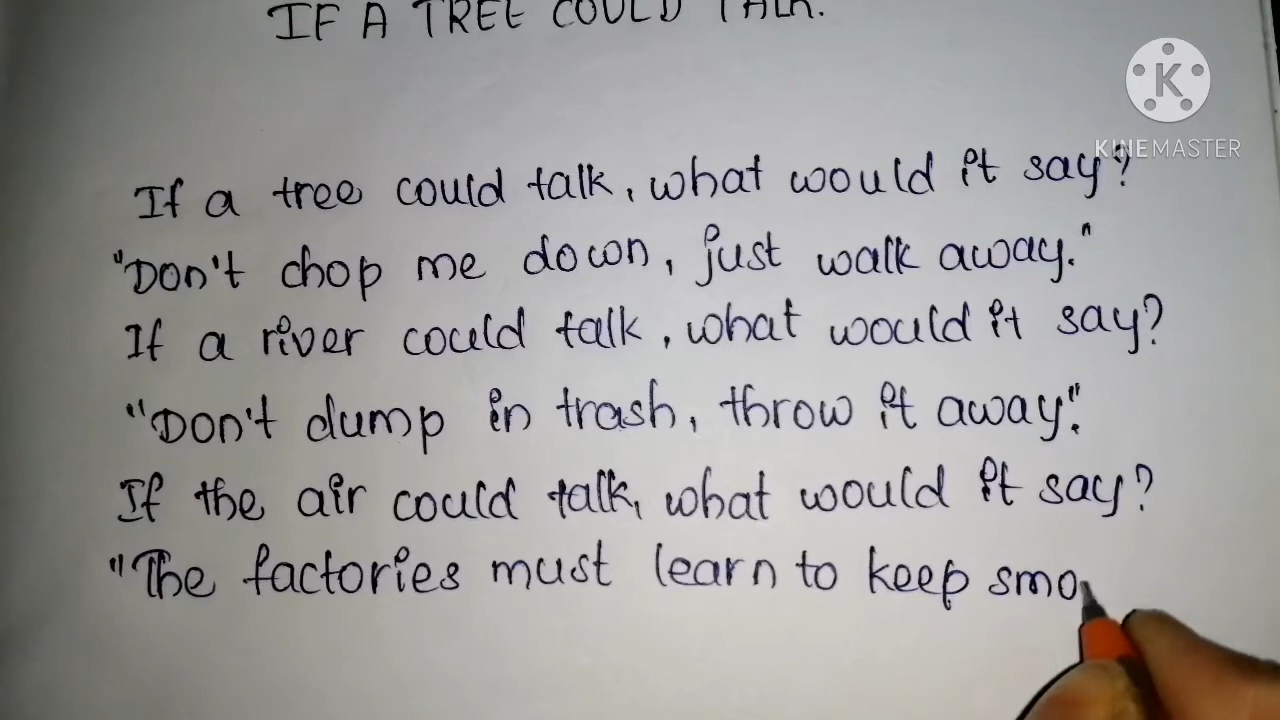 IF A TREE COULD TALK.
K
KINEMASTER
If a tree could talk, what would it say?
"Don't chop me down, just walk away."
If a river could talk, what would it say?
"Don't dump in trash, throw it away."
If the air could talk, what would it say?
"The factories must learn to keep smo